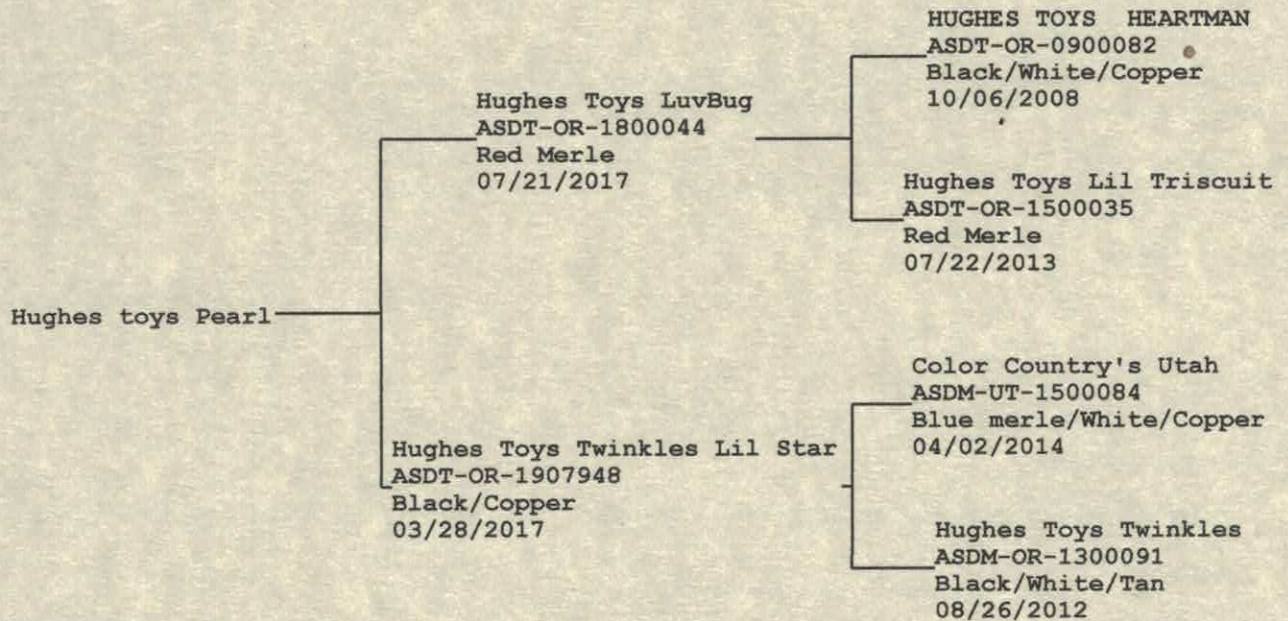 HUGHES TOYS HEARTMAN
ASDT-OR-0900082
Black/White/Copper
10/06/2008
Hughes Toys LuvBug
ASDT-OR-1800044
Red Merle
07/21/2017
Hughes Toys Lil Triscuit
ASDT-OR-1500035
Red Merle
07/22/2013
Hughes toys Pearl
Color Country's Utah
ASDM-UT-1500084
Blue merle/White/Copper
04/02/2014
Hughes Toys Twinkles Lil Star
ASDT-OR-1907948
Black/Copper
03/28/2017
Hughes Toys Twinkles
ASDM-OR-1300091
Black/White/Tan
08/26/2012